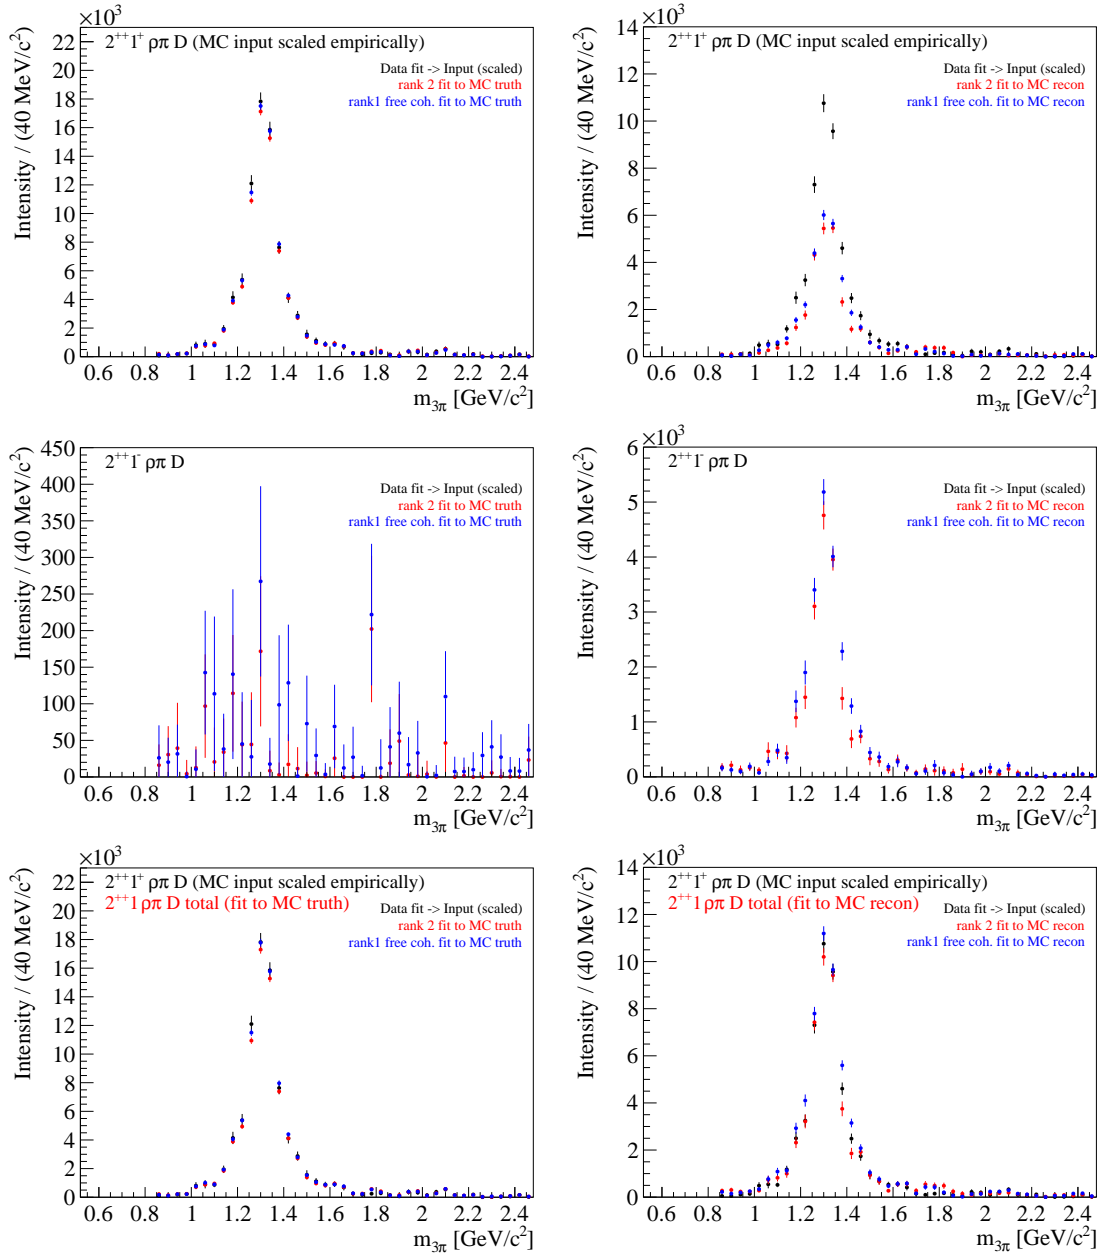 ×10³
2⁺⁺1⁺ ρπ D (MC input scaled empirically)
Data fit -> Input (scaled)
rank 2 fit to MC truth
rank1 free coh. fit to MC truth
Intensity / (40 MeV/c²)
22
20
18
16
14
12
10
8
6
4
2
0
0.6 0.8 1 1.2 1.4 1.6 1.8 2 2.2 2.4
m₃π [GeV/c²]
×10³
2⁺⁺1⁺ ρπ D (MC input scaled empirically)
Data fit -> Input (scaled)
rank 2 fit to MC recon
rank1 free coh. fit to MC recon
Intensity / (40 MeV/c²)
14
12
10
8
6
4
2
0
0.6 0.8 1 1.2 1.4 1.6 1.8 2 2.2 2.4
m₃π [GeV/c²]
2⁺⁺1⁻ ρπ D
Data fit -> Input (scaled)
rank 2 fit to MC truth
rank1 free coh. fit to MC truth
Intensity / (40 MeV/c²)
450
400
350
300
250
200
150
100
50
0
0.6 0.8 1 1.2 1.4 1.6 1.8 2 2.2 2.4
m₃π [GeV/c²]
×10³
2⁺⁺1⁻ ρπ D
Data fit -> Input (scaled)
rank 2 fit to MC recon
rank1 free coh. fit to MC recon
Intensity / (40 MeV/c²)
6
5
4
3
2
1
0
0.6 0.8 1 1.2 1.4 1.6 1.8 2 2.2 2.4
m₃π [GeV/c²]
×10³
2⁺⁺1⁺ ρπ D (MC input scaled empirically)
2⁺⁺1 ρπ D total (fit to MC truth)
Data fit -> Input (scaled)
rank 2 fit to MC truth
rank1 free coh. fit to MC truth
Intensity / (40 MeV/c²)
22
20
18
16
14
12
10
8
6
4
2
0
0.6 0.8 1 1.2 1.4 1.6 1.8 2 2.2 2.4
m₃π [GeV/c²]
×10³
2⁺⁺1⁺ ρπ D (MC input scaled empirically)
2⁺⁺1 ρπ D total (fit to MC recon)
Data fit -> Input (scaled)
rank 2 fit to MC recon
rank1 free coh. fit to MC recon
Intensity / (40 MeV/c²)
14
12
10
8
6
4
2
0
0.6 0.8 1 1.2 1.4 1.6 1.8 2 2.2 2.4
m₃π [GeV/c²]